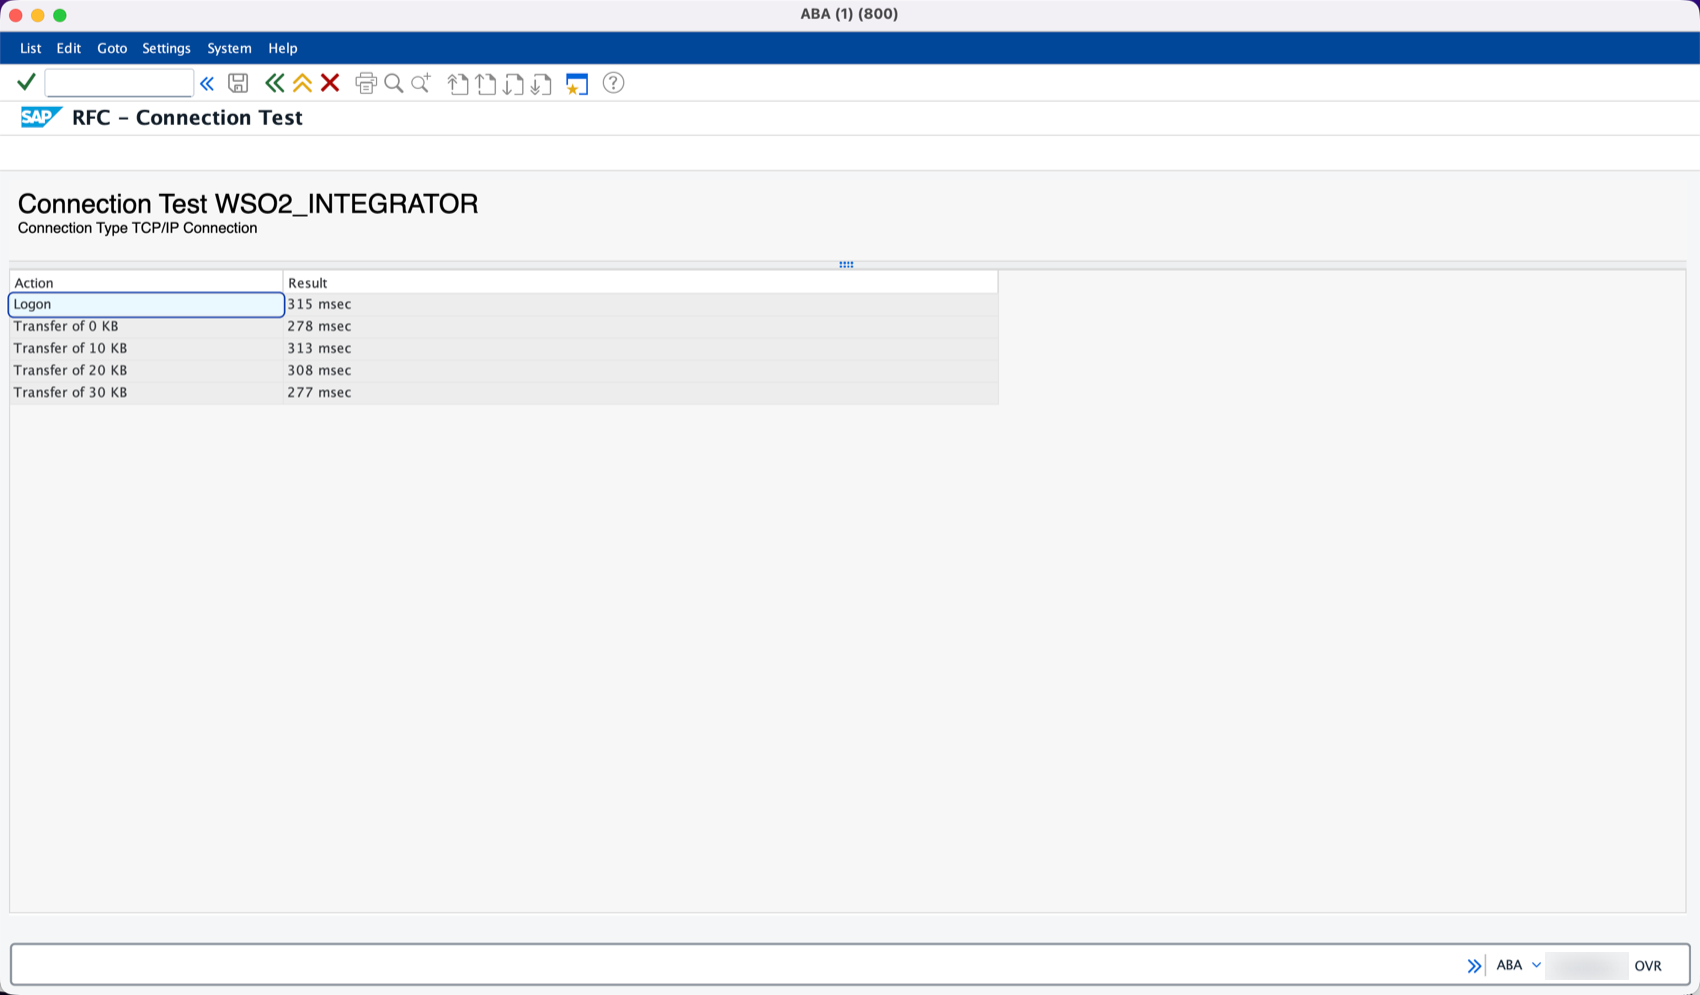 ABA (1) (800)
List Edit Goto Settings System Help
SAP RFC – Connection Test
Connection Test WSO2_INTEGRATOR
Connection Type TCP/IP Connection
Action Result
Logon 315 msec
Transfer of 0 KB 278 msec
Transfer of 10 KB 313 msec
Transfer of 20 KB 308 msec
Transfer of 30 KB 277 msec
ABA OVR